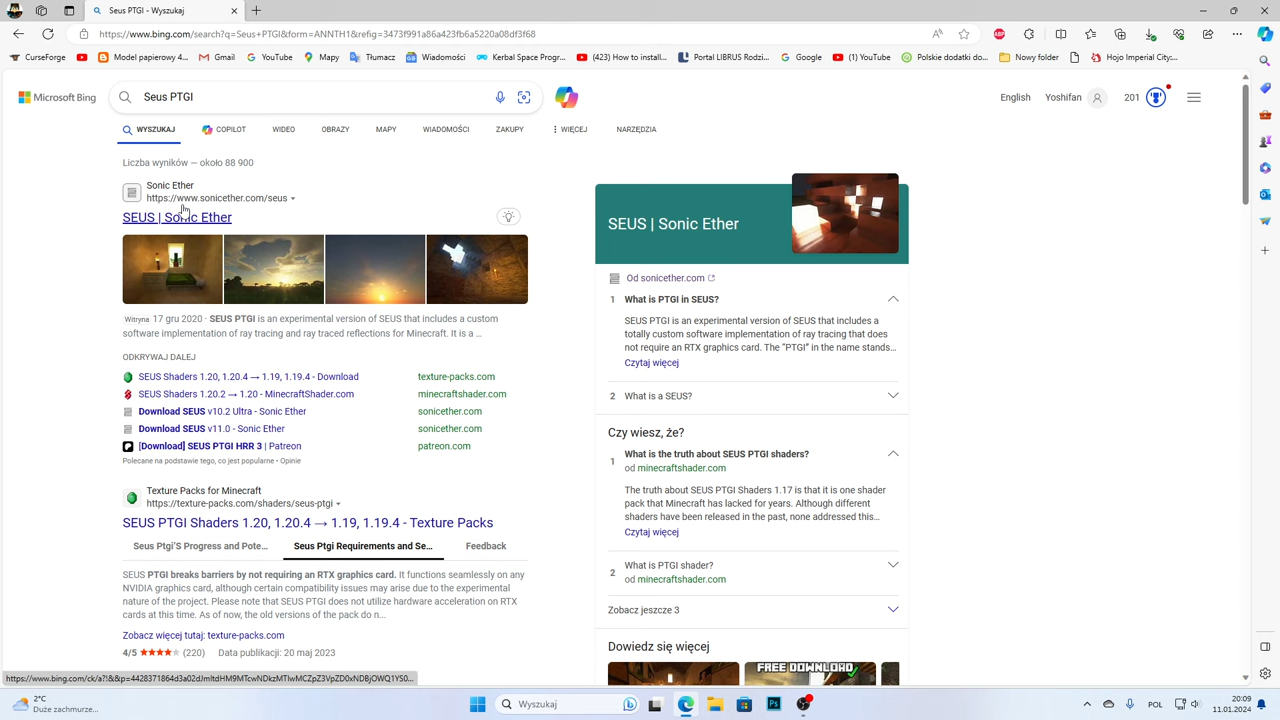 Seus PTGI - Wyszukaj
https://www.bing.com/search?q=Seus+PTGI&form=ANNTH1&refig=3473f991a86a423fb6a5220a08df3f68
CurseForge
Model papierowy 4...
Gmail
YouTube
Mapy
Tłumacz
Wiadomości
Kerbal Space Progr...
(423) How to install...
Portal LIBRUS Rodzi...
Google
(1) YouTube
Polskie dodatki do...
Nowy folder
Hojo Imperial City:...
Microsoft Bing
Seus PTGI
English
Yoshifan
201
WYSZUKAJ
COPILOT
WIDEO
OBRAZY
MAPY
WIADOMOŚCI
ZAKUPY
WIĘCEJ
NARZĘDZIA
Liczba wyników — około 88 900
Sonic Ether
https://www.sonicether.com/seus
SEUS | Sonic Ether
Witryna 17 gru 2020 · SEUS PTGI is an experimental version of SEUS that includes a custom
software implementation of ray tracing and ray traced reflections for Minecraft. It is a …
ODKRYWAJ DALEJ
SEUS Shaders 1.20, 1.20.4 → 1.19, 1.19.4 - Download texture-packs.com
SEUS Shaders 1.20.2 → 1.20 - MinecraftShader.com minecraftshader.com
Download SEUS v10.2 Ultra - Sonic Ether sonicether.com
Download SEUS v11.0 - Sonic Ether sonicether.com
[Download] SEUS PTGI HRR 3 | Patreon patreon.com
Polecane na podstawie tego, co jest popularne • Opinie
Texture Packs for Minecraft
https://texture-packs.com/shaders/seus-ptgi
SEUS PTGI Shaders 1.20, 1.20.4 → 1.19, 1.19.4 - Texture Packs
Seus Ptgi'S Progress and Pote... Seus Ptgi Requirements and Se... Feedback
SEUS PTGI breaks barriers by not requiring an RTX graphics card. It functions seamlessly on any
NVIDIA graphics card, although certain compatibility issues may arise due to the experimental
nature of the project. Please note that SEUS PTGI does not utilize hardware acceleration on RTX
cards at this time. As of now, the old versions of the pack do n...
Zobacz więcej tutaj: texture-packs.com
4/5 (220) Data publikacji: 20 maj 2023
SEUS | Sonic Ether
Od sonicether.com
1 What is PTGI in SEUS?
SEUS PTGI is an experimental version of SEUS that includes a
totally custom software implementation of ray tracing that does
not require an RTX graphics card. The “PTGI” in the name stands...
Czytaj więcej
2 What is a SEUS?
Czy wiesz, że?
1 What is the truth about SEUS PTGI shaders?
od minecraftshader.com
The truth about SEUS PTGI Shaders 1.17 is that it is one shader
pack that Minecraft has lacked for years. Although different
shaders have been released in the past, none addressed this...
Czytaj więcej
2 What is PTGI shader?
od minecraftshader.com
Zobacz jeszcze 3
Dowiedz się więcej
FREE DOWNLOAD
https://www.bing.com/ck/a?!&&p=4428371864d3a02dJmltdHM9MTcwNDkzMTIwMCZpZ3VpZD0xNDBjOWQ1YS0...
2°C
Duże zachmurze...
Wyszukaj
POL
20:09
11.01.2024